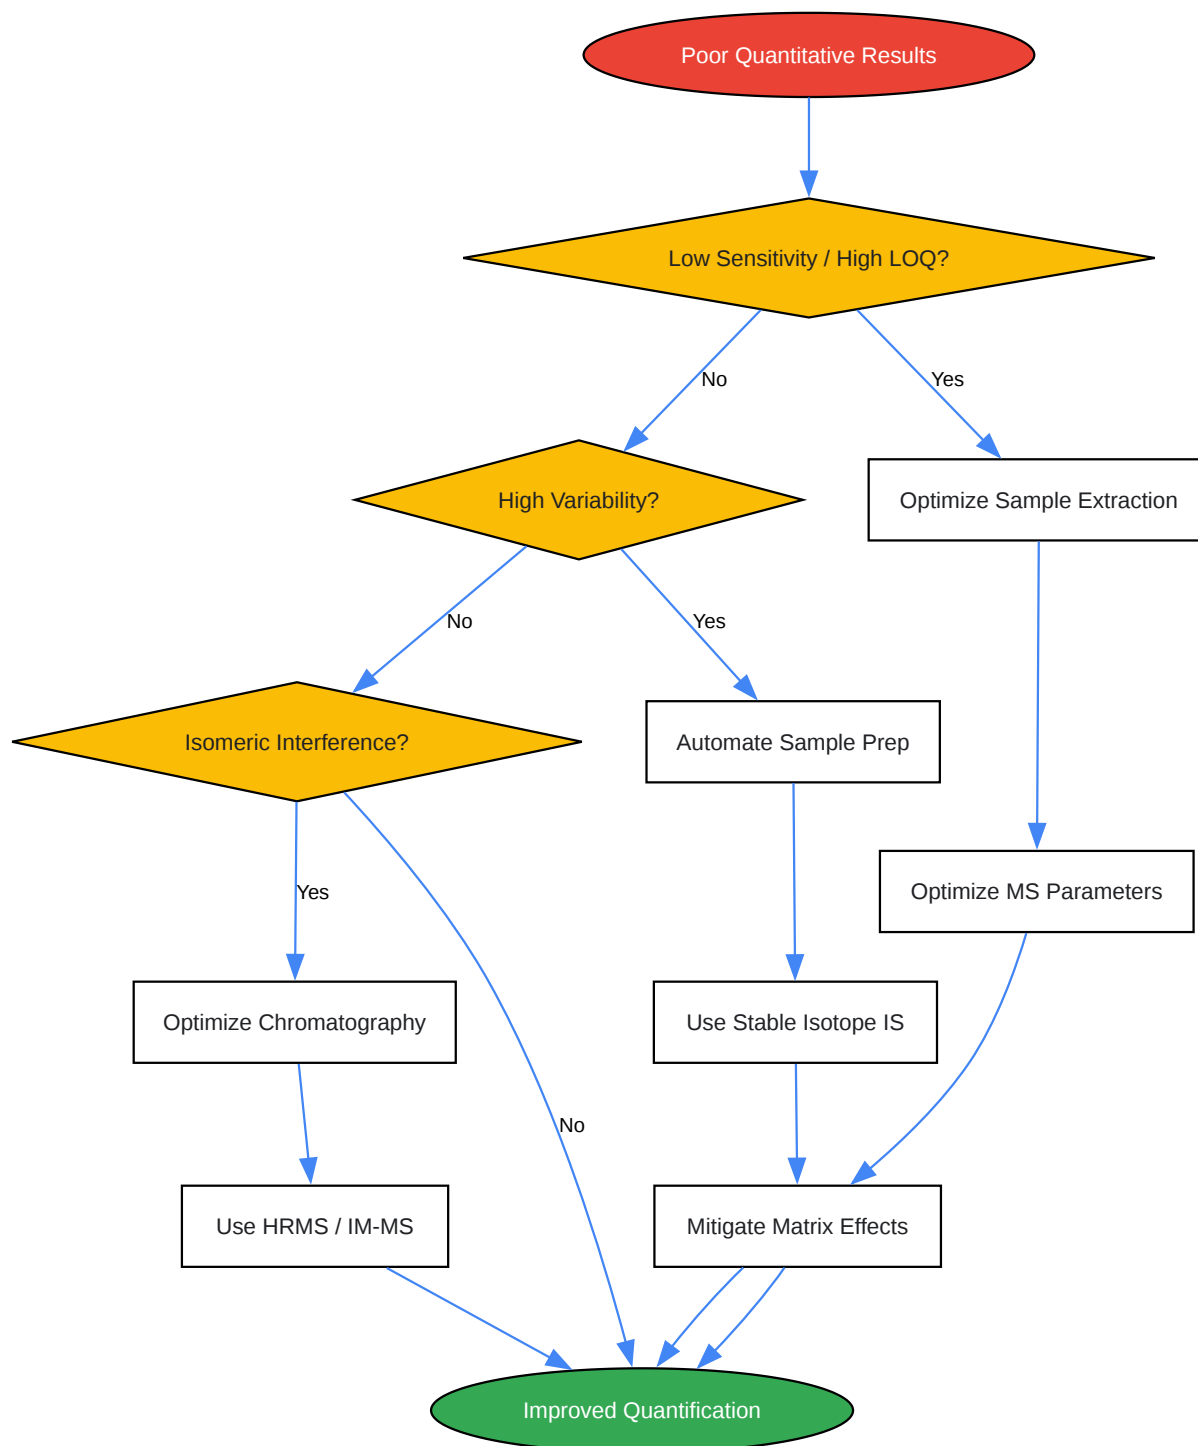 Poor Quantitative Results
Low Sensitivity / High LOQ?
No
Yes
High Variability?
Optimize Sample Extraction
No
Yes
Isomeric Interference?
Automate Sample Prep
Yes
Optimize MS Parameters
Optimize Chromatography
Use Stable Isotope IS
No
Use HRMS / IM-MS
Mitigate Matrix Effects
Improved Quantification